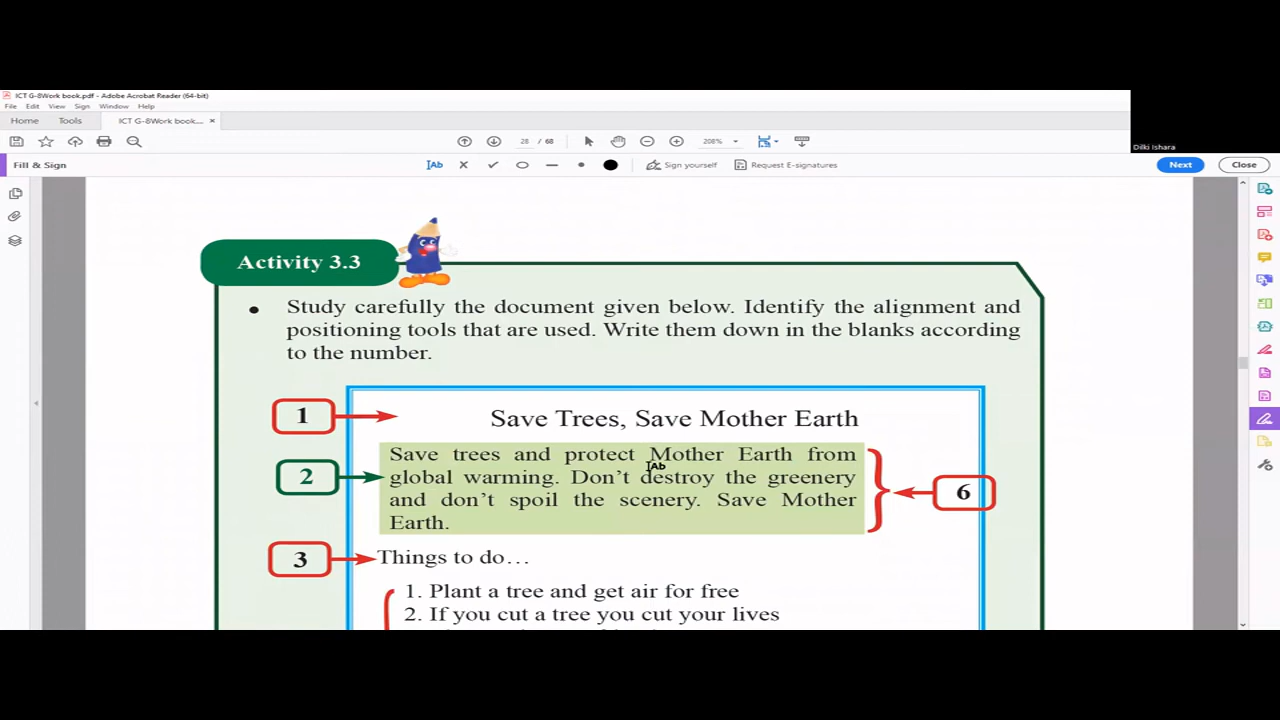 ICT G-8Work book.pdf - Adobe Acrobat Reader (64-bit)
File Edit View Sign Window Help
Home Tools ICT G-8Work book.... ×
28 / 68 208%
Dilki Ishara
Fill & Sign Ab Sign yourself Request E-signatures Next Close
Activity 3.3
• Study carefully the document given below. Identify the alignment and
positioning tools that are used. Write them down in the blanks according
to the number.
1 Save Trees, Save Mother Earth
Save trees and protect Mother Earth from
Ab
2 global warming. Don't destroy the greenery
and don't spoil the scenery. Save Mother 6
Earth.
3 Things to do…
1. Plant a tree and get air for free
2. If you cut a tree you cut your lives